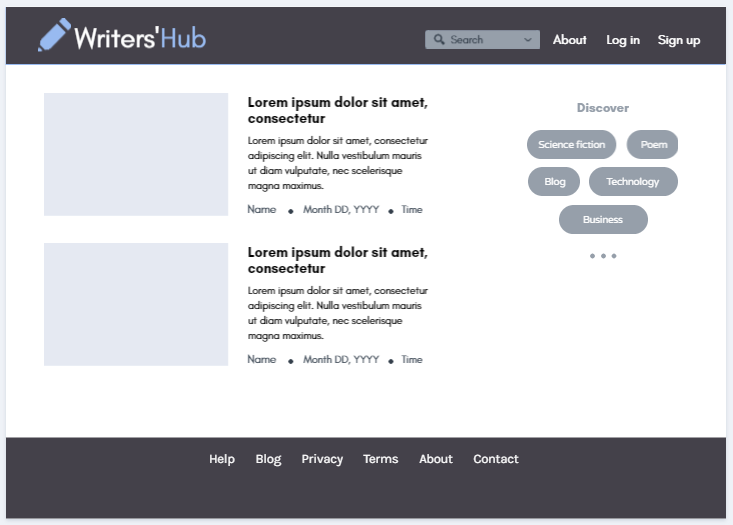 Writers'Hub
Search
About Log in Sign up
Lorem ipsum dolor sit amet,
consectetur
Lorem ipsum dolor sit amet, consectetur
adipiscing elit. Nulla vestibulum mauris
ut diam vulputate, nec scelerisque
magna maximus.
Name • Month DD, YYYY • Time
Lorem ipsum dolor sit amet,
consectetur
Lorem ipsum dolor sit amet, consectetur
adipiscing elit. Nulla vestibulum mauris
ut diam vulputate, nec scelerisque
magna maximus.
Name • Month DD, YYYY • Time
Discover
Science fiction Poem
Blog Technology
Business
Help Blog Privacy Terms About Contact